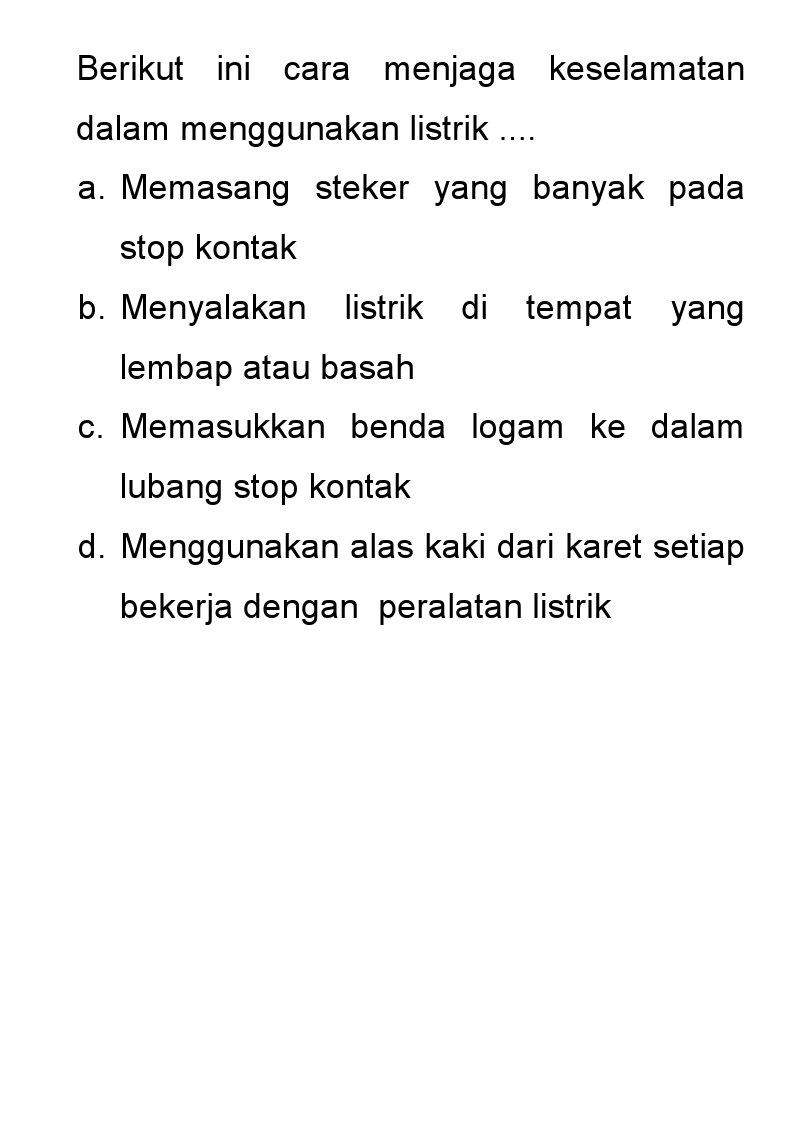 Berikut ini cara menjaga keselamatan
dalam menggunakan listrik ....
a. Memasang steker yang banyak pada
stop kontak
b. Menyalakan listrik di tempat yang
lembap atau basah
c. Memasukkan benda logam ke dalam
lubang stop kontak
d. Menggunakan alas kaki dari karet setiap
bekerja dengan  peralatan listrik